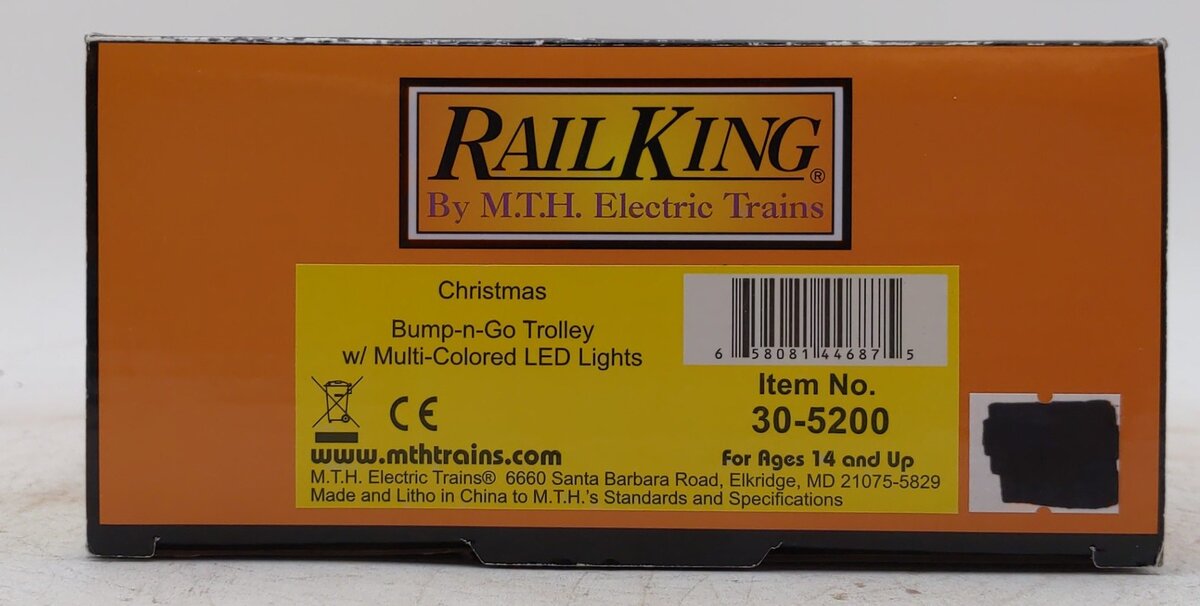 RAILKING®
By M.T.H. Electric Trains
Christmas
Bump-n-Go Trolley
w/ Multi-Colored LED Lights
6 58081 44687 5
Item No.
30-5200
CE
www.mthtrains.com
For Ages 14 and Up
M.T.H. Electric Trains® 6660 Santa Barbara Road, Elkridge, MD 21075-5829
Made and Litho in China to M.T.H.'s Standards and Specifications